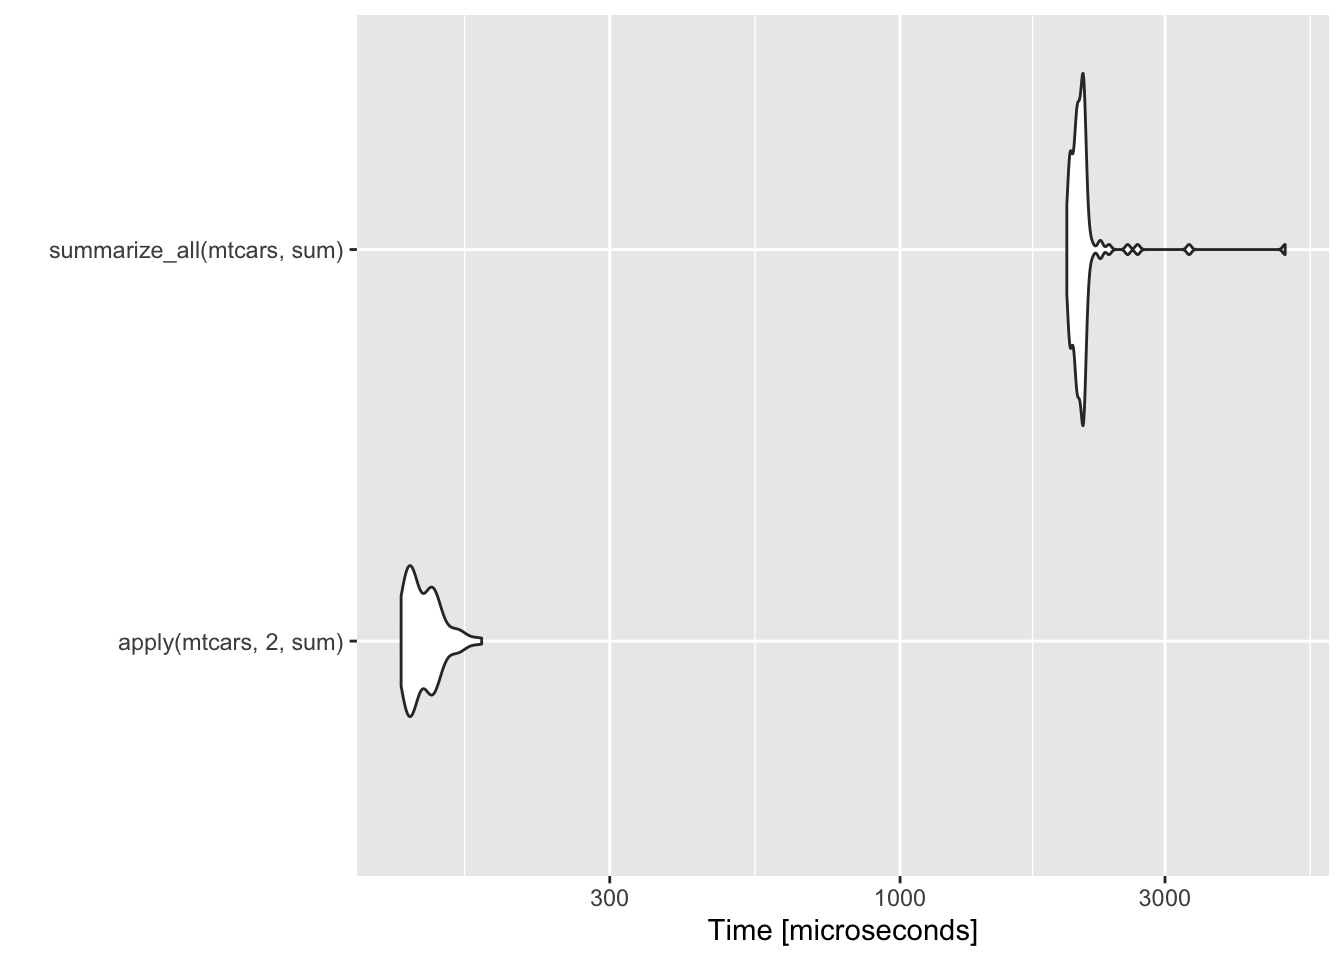 summarize_all(mtcars, sum)
apply(mtcars, 2, sum)
300 1000 3000
Time [microseconds]